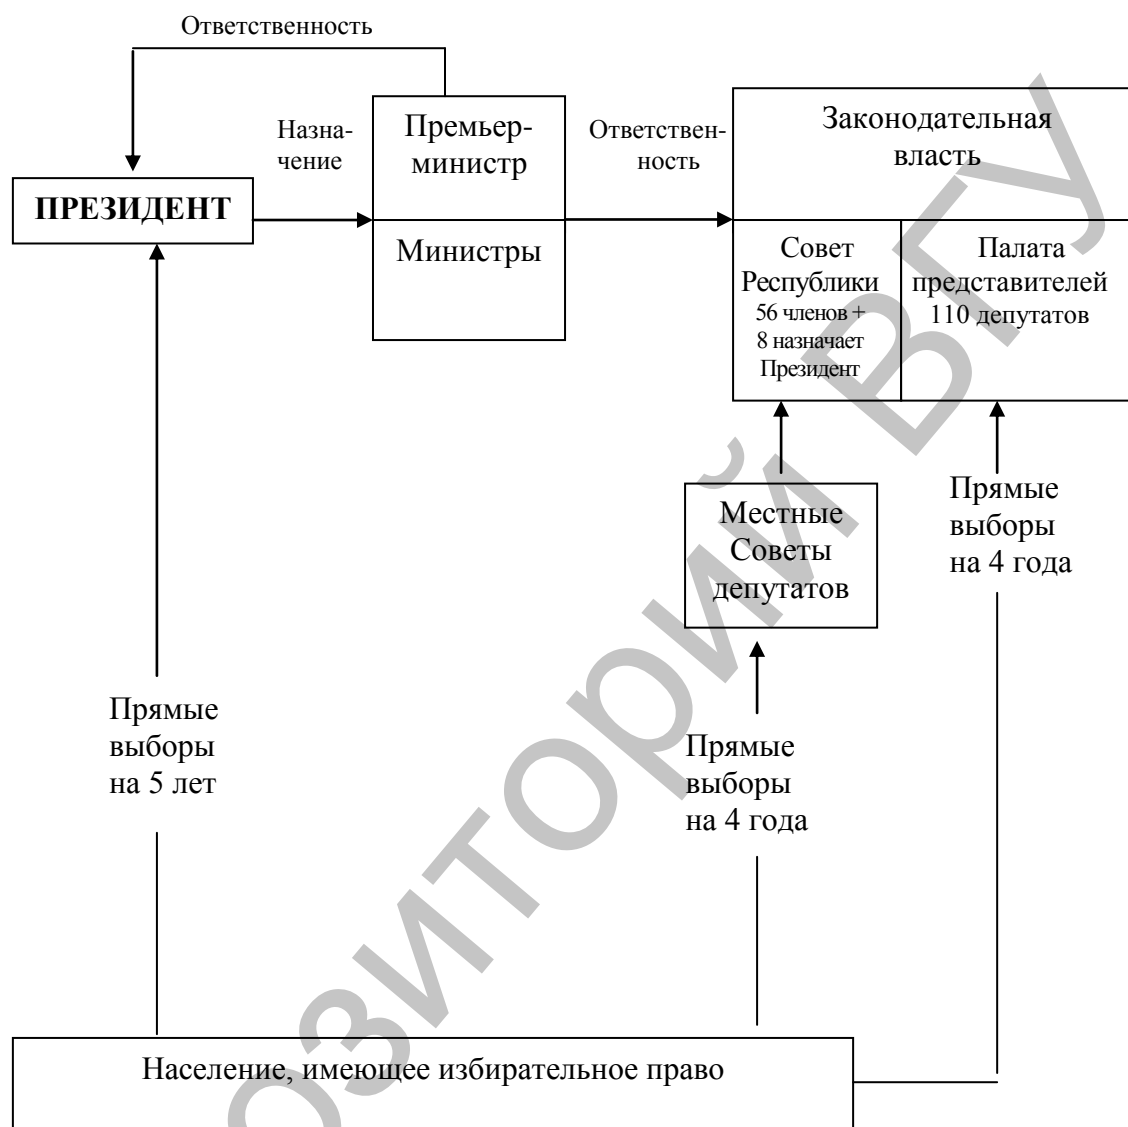 Ответственность
Назна-
чение
Премьер-
министр
Ответствен-
ность
Законодательная
власть
ПРЕЗИДЕНТ
Министры
Совет
Республики
56 членов +
8 назначает
Президент
Палата
представителей
110 депутатов
Местные
Советы
депутатов
Прямые
выборы
на 4 года
Прямые
выборы
на 5 лет
Прямые
выборы
на 4 года
Население, имеющее избирательное право
озиторий ВГУ